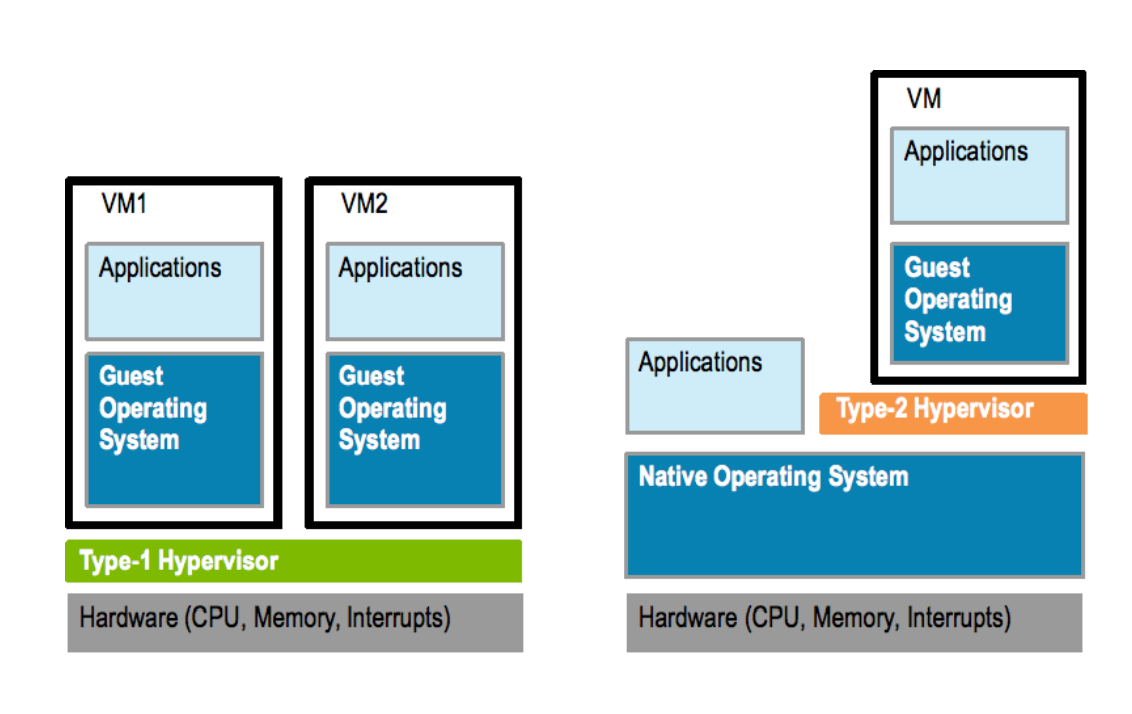 VM1
Applications
Guest
Operating
System
VM2
Applications
Guest
Operating
System
Type-1 Hypervisor
Hardware (CPU, Memory, Interrupts)
VM
Applications
Guest
Operating
System
Applications
Type-2 Hypervisor
Native Operating System
Hardware (CPU, Memory, Interrupts)